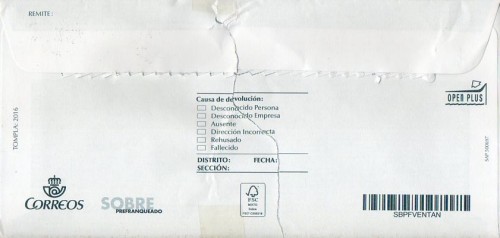 REMITE:
TOMPLA: 2016
OPEN PLUS
Causa de devolución:
Desconocido Persona
Desconocido Empresa
Ausente
Dirección Incorrecta
Rehusado
Fallecido
DISTRITO: FECHA:
SECCIÓN:
CORREOS
SOBRE
PREFRANQUEADO
FSC
SBPFVENTAN